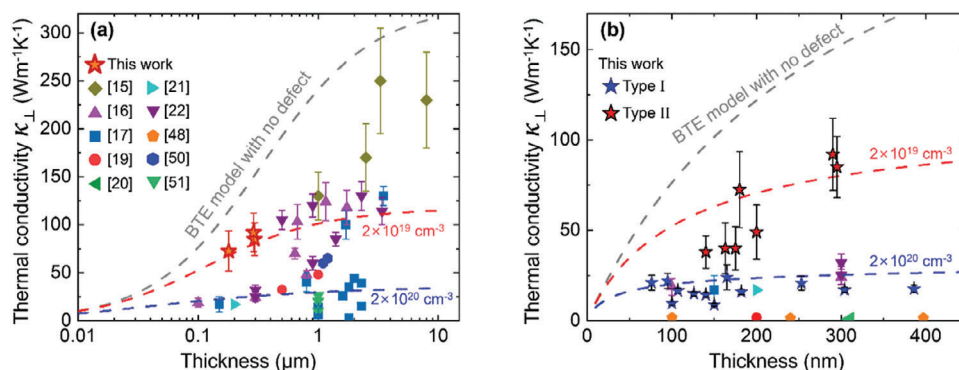 (a)
This work
[15]
[16]
[17]
[19]
[20]
[21]
[22]
[48]
[50]
[51]
BTE model with no defect
2×10¹⁹ cm⁻³
2×10²⁰ cm⁻³
Thermal conductivity κ⊥ (Wm⁻¹K⁻¹)
300
250
200
150
100
50
0
0.01
0.1
1
10
Thickness (μm)
(b)
This work
Type I
Type II
BTE model with no defect
2×10¹⁹ cm⁻³
2×10²⁰ cm⁻³
Thermal conductivity κ⊥ (Wm⁻¹K⁻¹)
150
100
50
0
0
100
200
300
400
Thickness (nm)